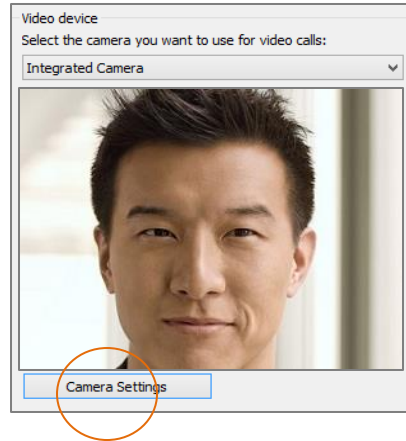 Video device
Select the camera you want to use for video calls:
Integrated Camera
Camera Settings